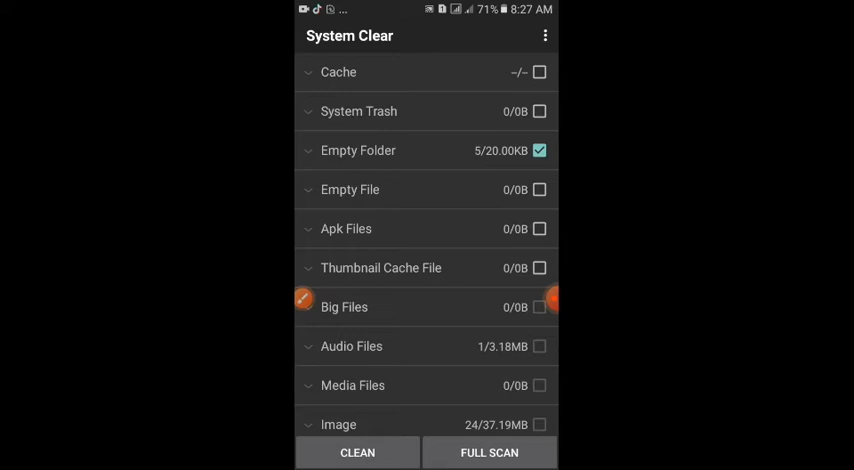 ... 71% 8:27 AM
System Clear
Cache --/--
System Trash 0/0B
Empty Folder 5/20.00KB
Empty File 0/0B
Apk Files 0/0B
Thumbnail Cache File 0/0B
Big Files 0/0B
Audio Files 1/3.18MB
Media Files 0/0B
Image 24/37.19MB
CLEAN FULL SCAN